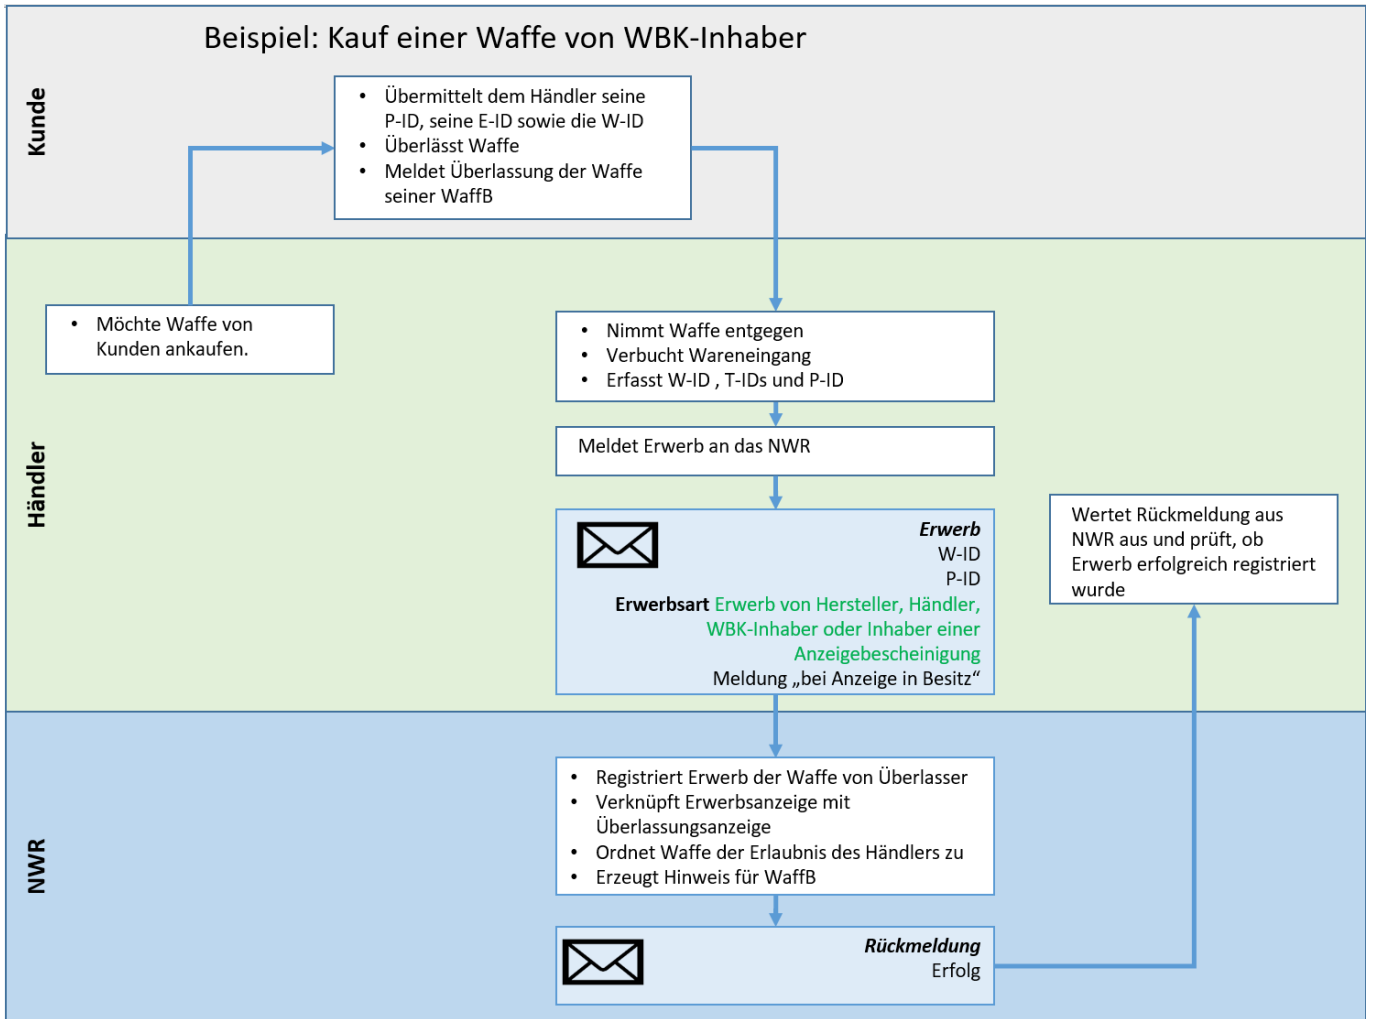 Beispiel: Kauf einer Waffe von WBK-Inhaber
Kunde
• Übermittelt dem Händler seine
P-ID, seine E-ID sowie die W-ID
• Überlässt Waffe
• Meldet Überlassung der Waffe
seiner WaffB
Händler
• Möchte Waffe von
Kunden ankaufen.
• Nimmt Waffe entgegen
• Verbucht Wareneingang
• Erfasst W-ID , T-IDs und P-ID
Meldet Erwerb an das NWR
Erwerb
W-ID
P-ID
Erwerbsart Erwerb von Hersteller, Händler,
WBK-Inhaber oder Inhaber einer
Anzeigebescheinigung
Meldung „bei Anzeige in Besitz“
Wertet Rückmeldung aus
NWR aus und prüft, ob
Erwerb erfolgreich registriert
wurde
NWR
• Registriert Erwerb der Waffe von Überlasser
• Verknüpft Erwerbsanzeige mit
Überlassungsanzeige
• Ordnet Waffe der Erlaubnis des Händlers zu
• Erzeugt Hinweis für WaffB
Rückmeldung
Erfolg